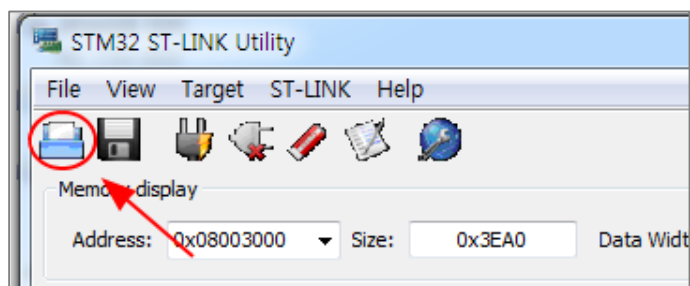 STM32 ST-LINK Utility
File View Target ST-LINK Help
Memory display
Address: 0x08003000 Size: 0x3EA0 Data Widt